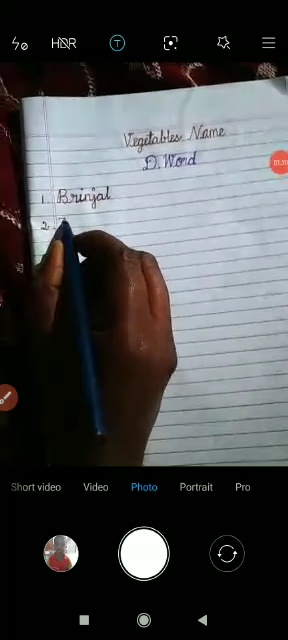 HDR
Vegetables Name
D. Word
1. Brinjal
2.
Short video Video Photo Portrait Pro